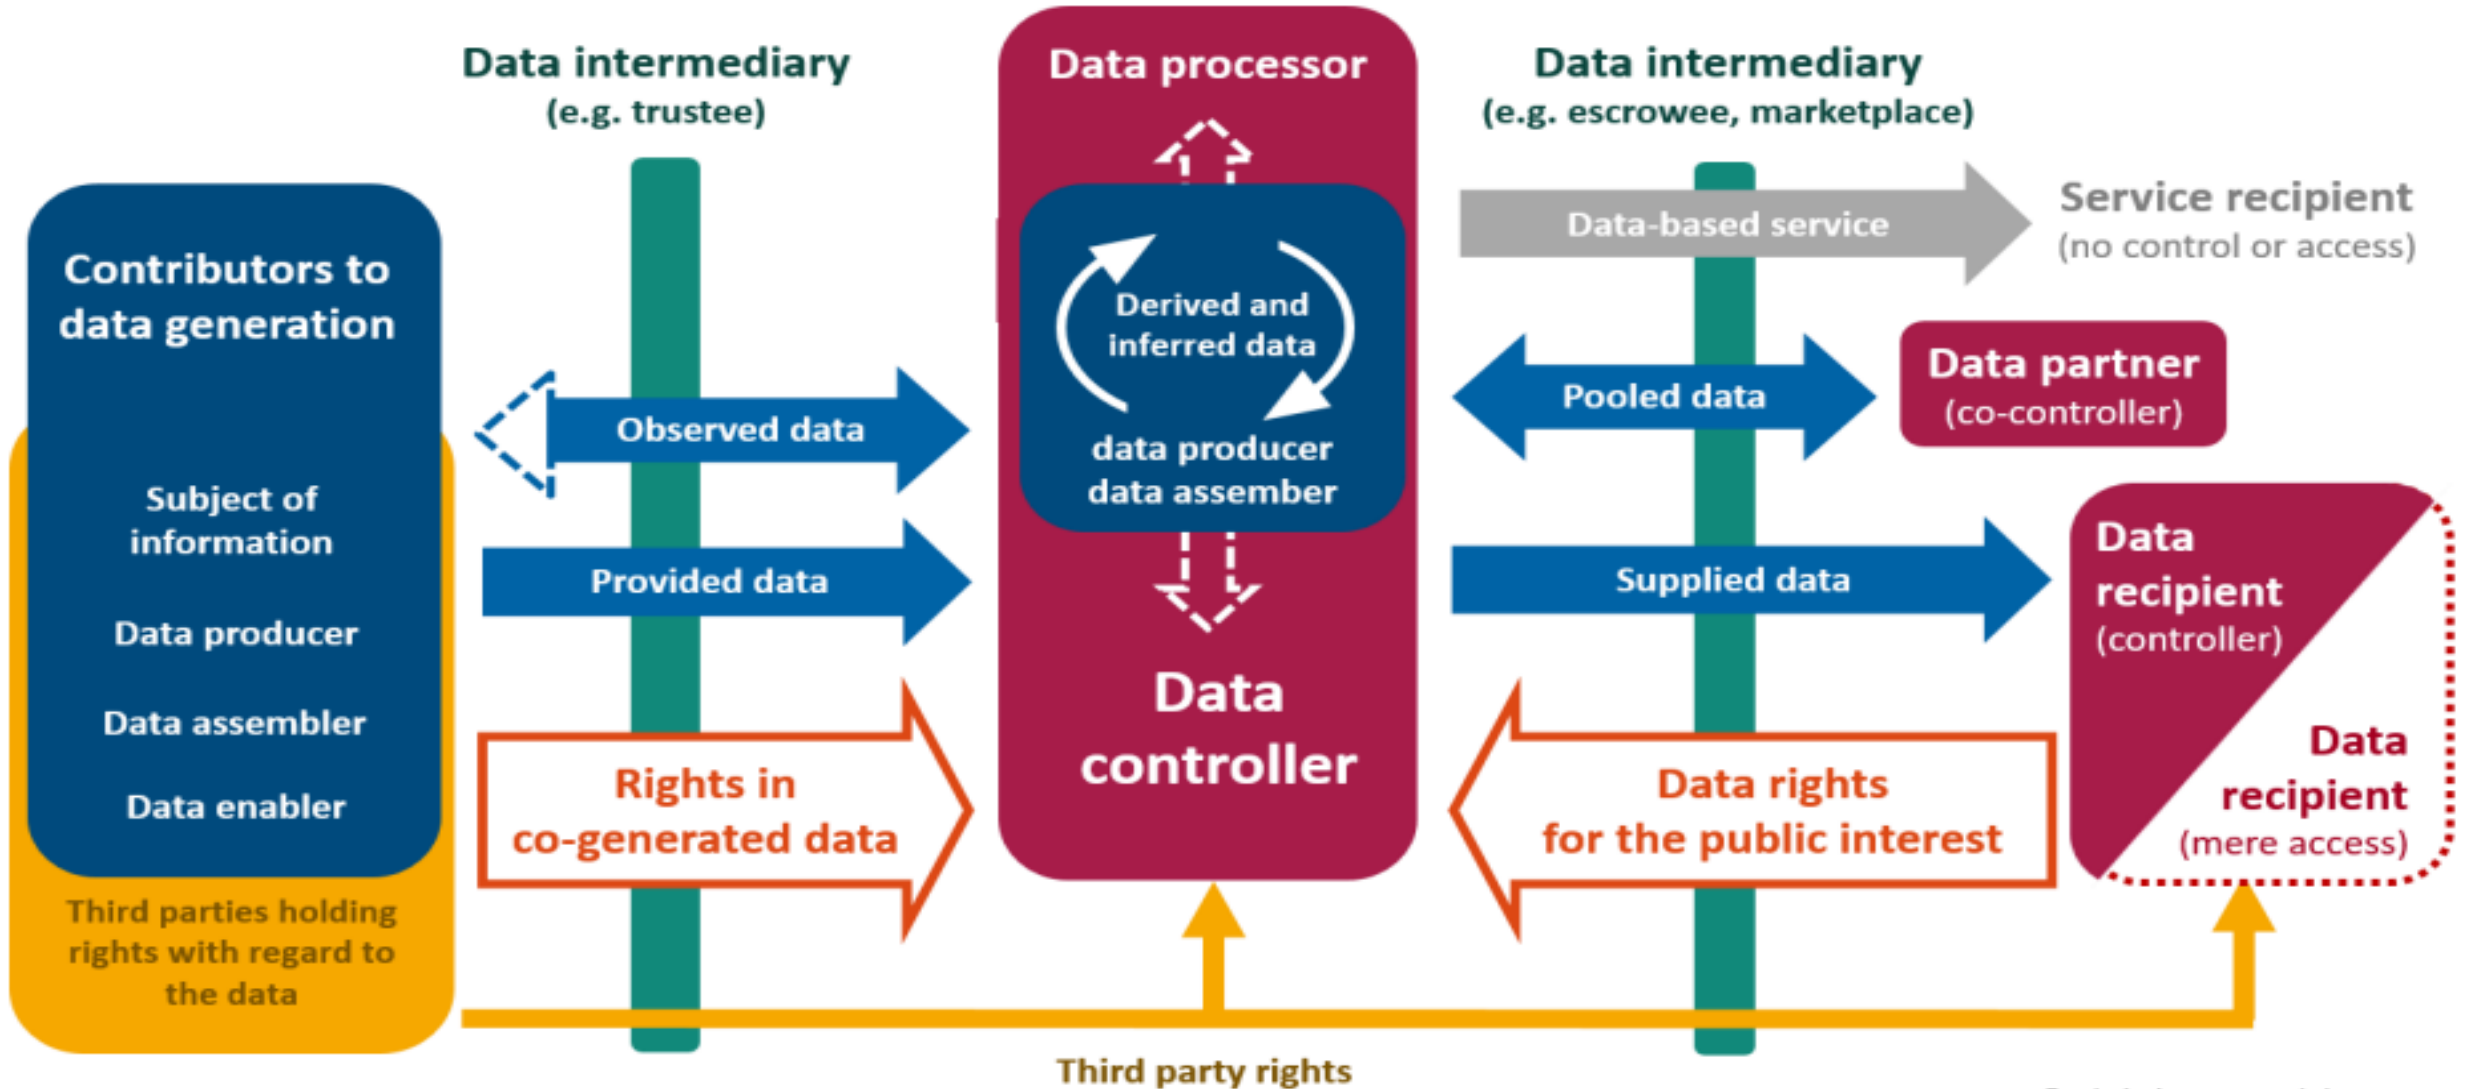 Data intermediary
(e.g. trustee)
Data processor
Data intermediary
(e.g. escrowee, marketplace)
Contributors to
data generation
Subject of
information
Data producer
Data assembler
Data enabler
Third parties holding
rights with regard to
the data
Observed data
Provided data
Rights in
co-generated data
Derived and
inferred data
data producer
data assember
Data
controller
Data-based service
Service recipient
(no control or access)
Pooled data
Data partner
(co-controller)
Supplied data
Data
recipient
(controller)
Data rights
for the public interest
Data
recipient
(mere access)
Third party rights